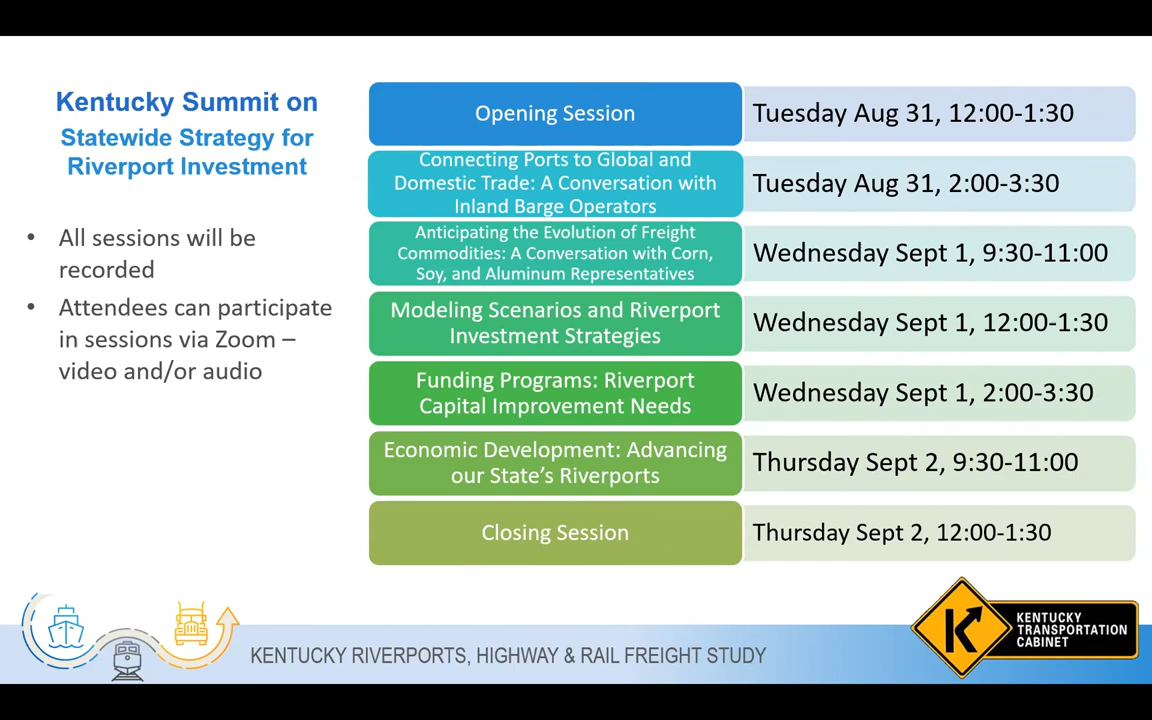 Kentucky Summit on
Statewide Strategy for
Riverport Investment
• All sessions will be
recorded
• Attendees can participate
in sessions via Zoom –
video and/or audio
Opening Session
Tuesday Aug 31, 12:00-1:30
Connecting Ports to Global and
Domestic Trade: A Conversation with
Inland Barge Operators
Tuesday Aug 31, 2:00-3:30
Anticipating the Evolution of Freight
Commodities: A Conversation with Corn,
Soy, and Aluminum Representatives
Wednesday Sept 1, 9:30-11:00
Modeling Scenarios and Riverport
Investment Strategies
Wednesday Sept 1, 12:00-1:30
Funding Programs: Riverport
Capital Improvement Needs
Wednesday Sept 1, 2:00-3:30
Economic Development: Advancing
our State’s Riverports
Thursday Sept 2, 9:30-11:00
Closing Session
Thursday Sept 2, 12:00-1:30
KENTUCKY RIVERPORTS, HIGHWAY & RAIL FREIGHT STUDY
K
KENTUCKY
TRANSPORTATION
CABINET